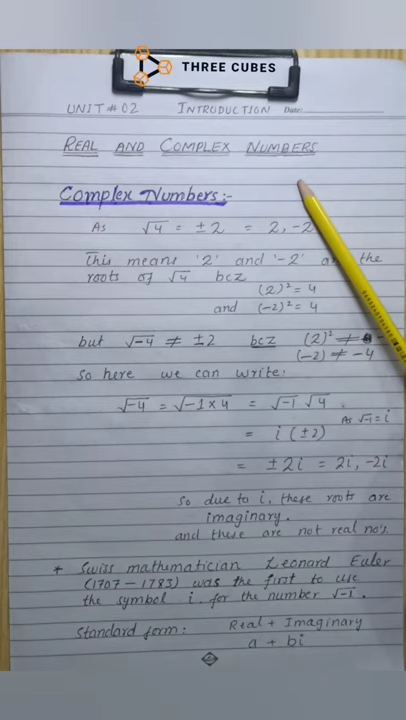 THREE CUBES
UNIT # 02 INTRODUCTION Date:
REAL AND COMPLEX NUMBERS
Complex Numbers:-
As √4 = ±2 = 2, -2
This means '2' and '-2' the
roots of √4 bcz
(2)² = 4
and (-2)² = 4
but √-4 ≠ ±2 bcz (2)² ≠
(-2) ≠ -4
So here we can write:
√-4 = √-1×4 = √-1 √4
As √-1 = i
= i (±2)
= ±2i = 2i, -2i
So due to i, these roots are
imaginary.
and these are not real no's.
* Swiss mathematician Leonard Euler
(1707 - 1783) was the first to use
the symbol i, for the number √-1.
Standard form: Real + Imaginary
a + bi